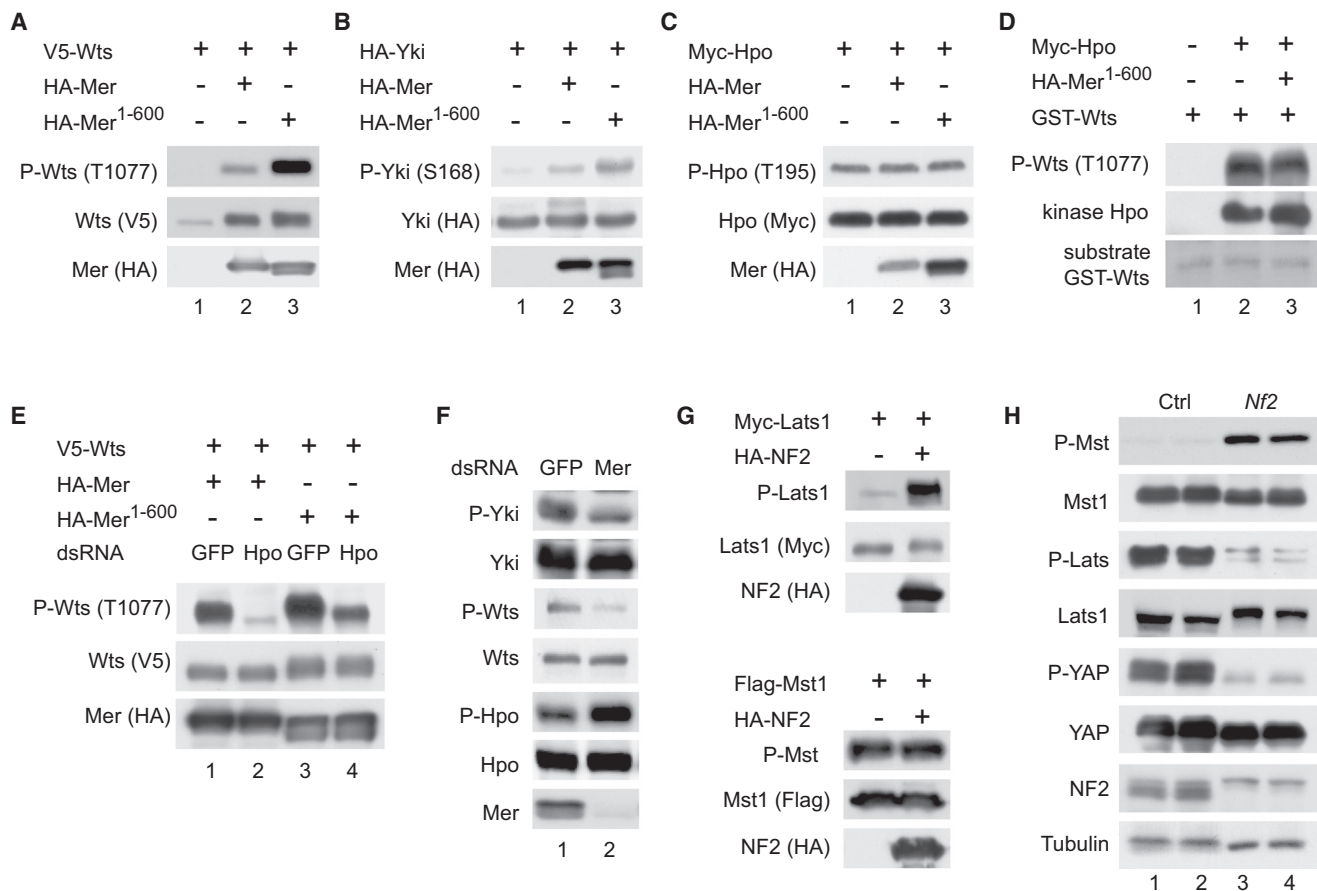 A
V5-Wts + + +
HA-Mer - + -
HA-Mer1-600 - - +
P-Wts (T1077)
Wts (V5)
Mer (HA)
1 2 3
B
HA-Yki + + +
HA-Mer - + -
HA-Mer1-600 - - +
P-Yki (S168)
Yki (HA)
Mer (HA)
1 2 3
C
Myc-Hpo + + +
HA-Mer - + -
HA-Mer1-600 - - +
P-Hpo (T195)
Hpo (Myc)
Mer (HA)
1 2 3
D
Myc-Hpo - + +
HA-Mer1-600 - - +
GST-Wts + + +
P-Wts (T1077)
kinase Hpo
substrate
GST-Wts
1 2 3
E
V5-Wts + + + +
HA-Mer + + - -
HA-Mer1-600 - - + +
dsRNA GFP Hpo GFP Hpo
P-Wts (T1077)
Wts (V5)
Mer (HA)
1 2 3 4
F
dsRNA GFP Mer
P-Yki
Yki
P-Wts
Wts
P-Hpo
Hpo
Mer
1 2
G
Myc-Lats1 + +
HA-NF2 - +
P-Lats1
Lats1 (Myc)
NF2 (HA)
Flag-Mst1 + +
HA-NF2 - +
P-Mst
Mst1 (Flag)
NF2 (HA)
H
Ctrl Nf2
P-Mst
Mst1
P-Lats
Lats1
P-YAP
YAP
NF2
Tubulin
1 2 3 4